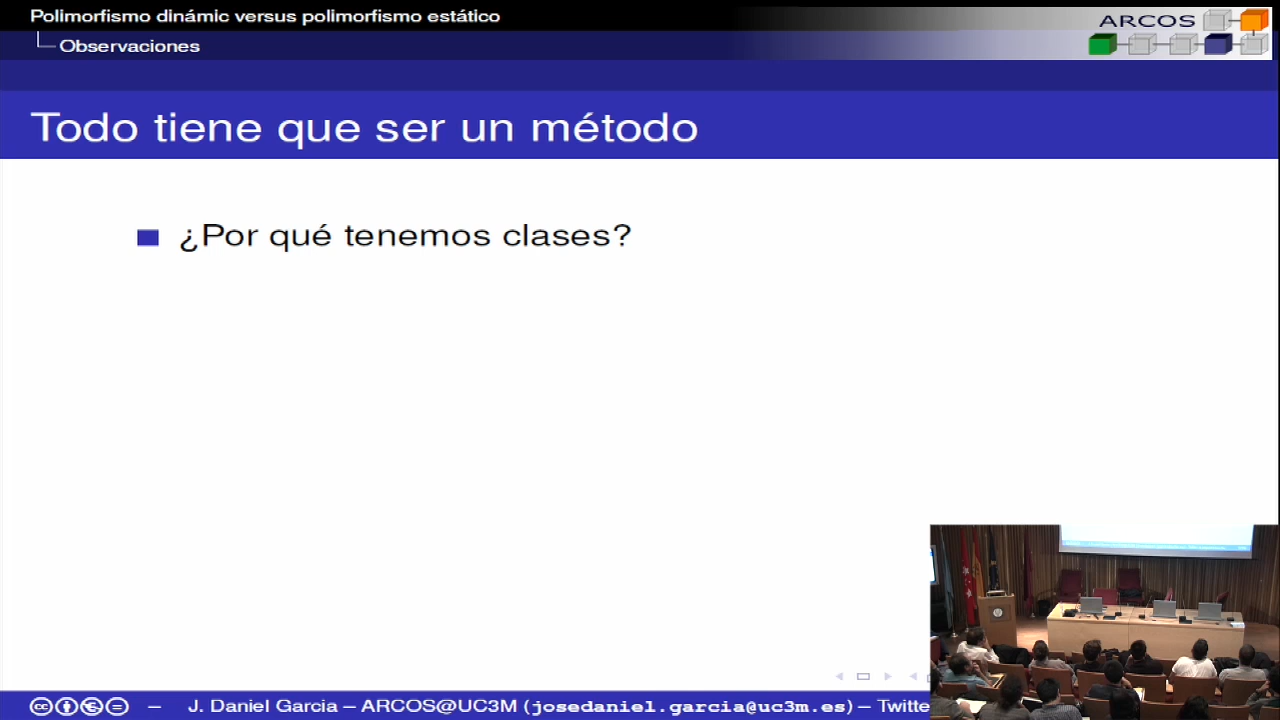 Polimorfismo dinámic versus polimorfismo estático
Observaciones
ARCOS
Todo tiene que ser un método
¿Por qué tenemos clases?
– J. Daniel Garcia – ARCOS@UC3M (josedaniel.garcia@uc3m.es) – Twitte